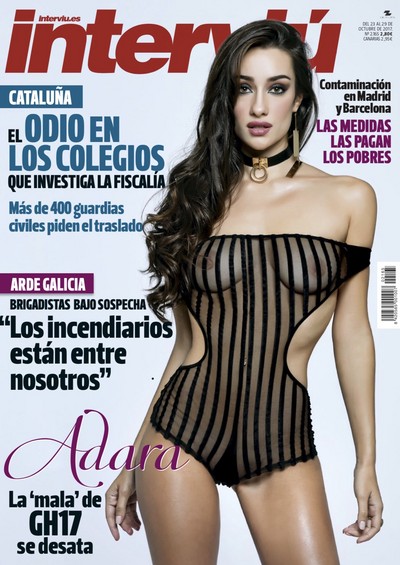 interviu.es
interviú
DEL 23 AL 29 DE
OCTUBRE DE 2017
CATALUÑA
EL ODIO EN
LOS COLEGIOS
QUE INVESTIGA LA FISCALÍA
Más de 400 guardias
civiles piden el traslado
Contaminación
en Madrid
y Barcelona
LAS MEDIDAS
LAS PAGAN
LOS POBRES
ARDE GALICIA
BRIGADISTAS BAJO SOSPECHA
“Los incendiarios
están entre
nosotros”
Adara
La ‘mala’ de
GH17
se desata